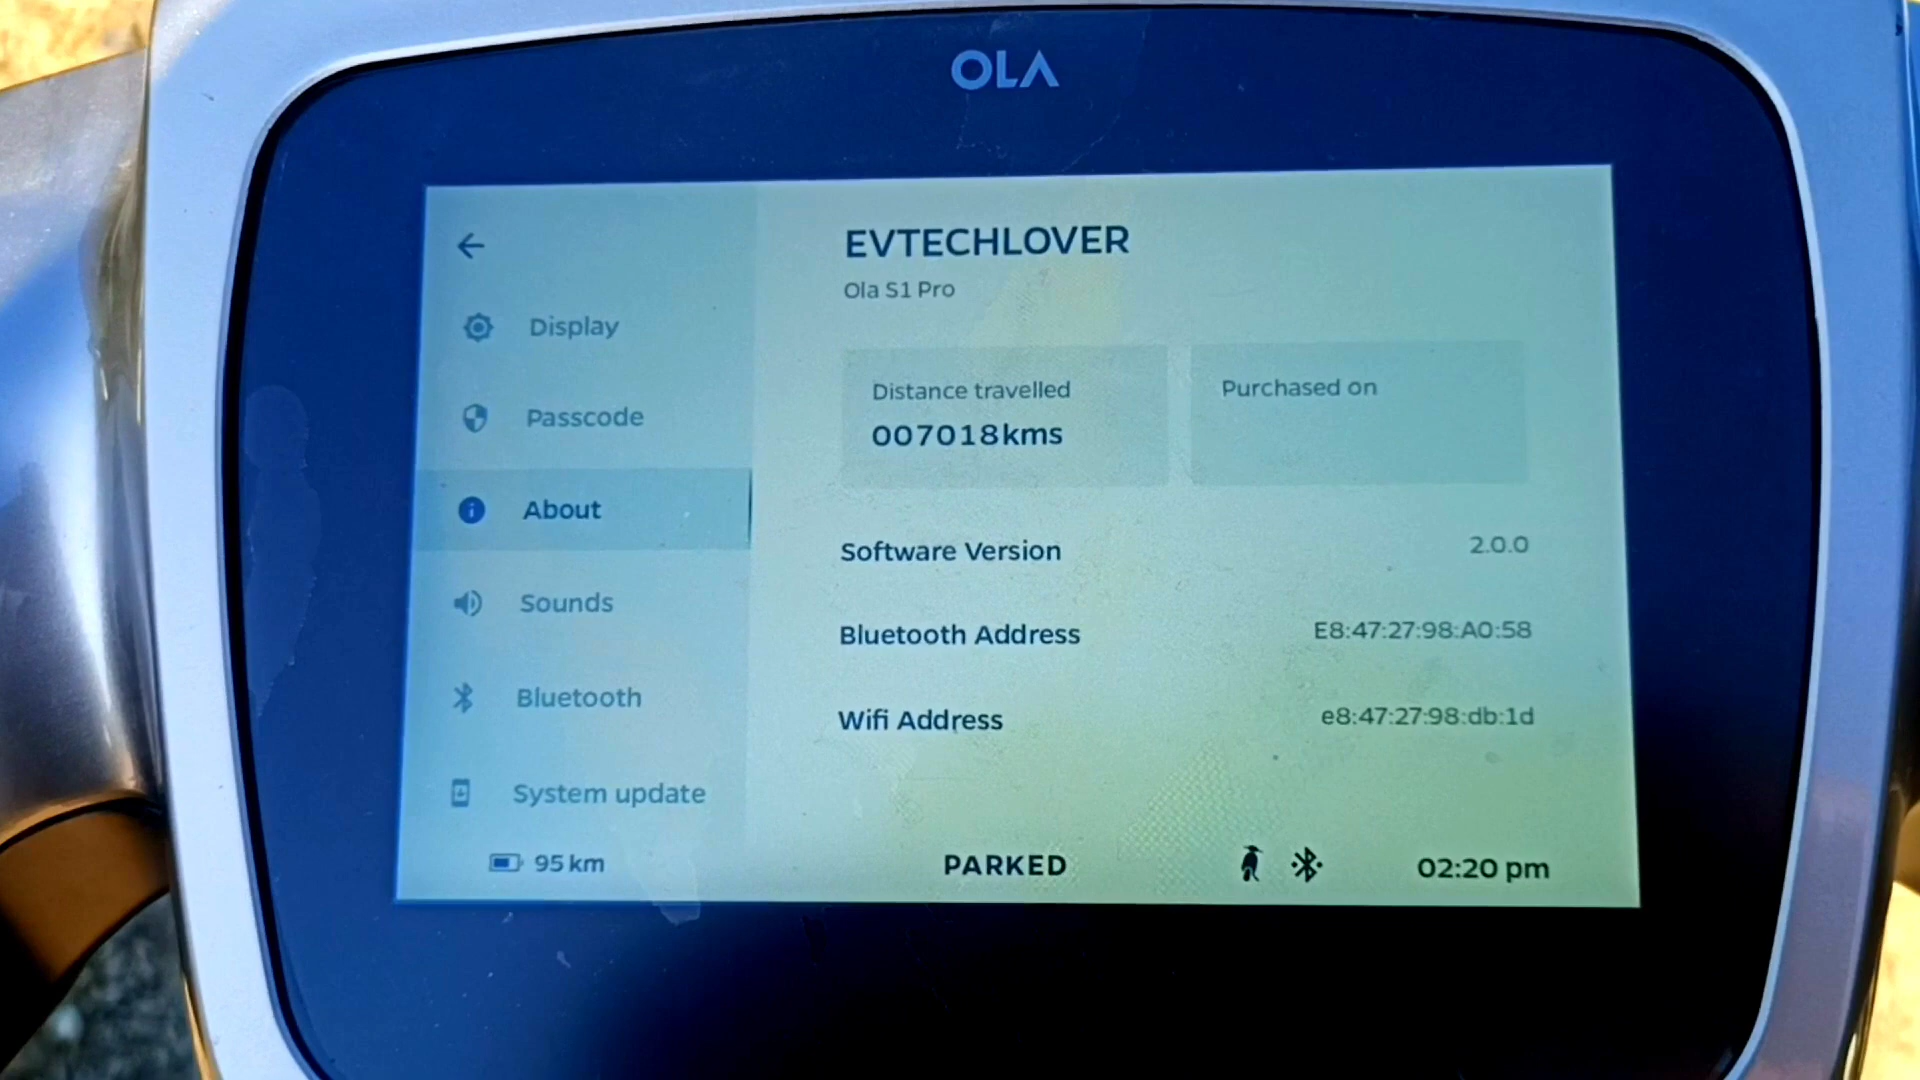 OLA
EVTECHLOVER
Ola S1 Pro
Display
Passcode
About
Sounds
Bluetooth
System update
Distance travelled
007018kms
Purchased on
Software Version 2.0.0
Bluetooth Address E8:47:27:98:A0:58
Wifi Address e8:47:27:98:db:1d
95 km PARKED 02:20 pm